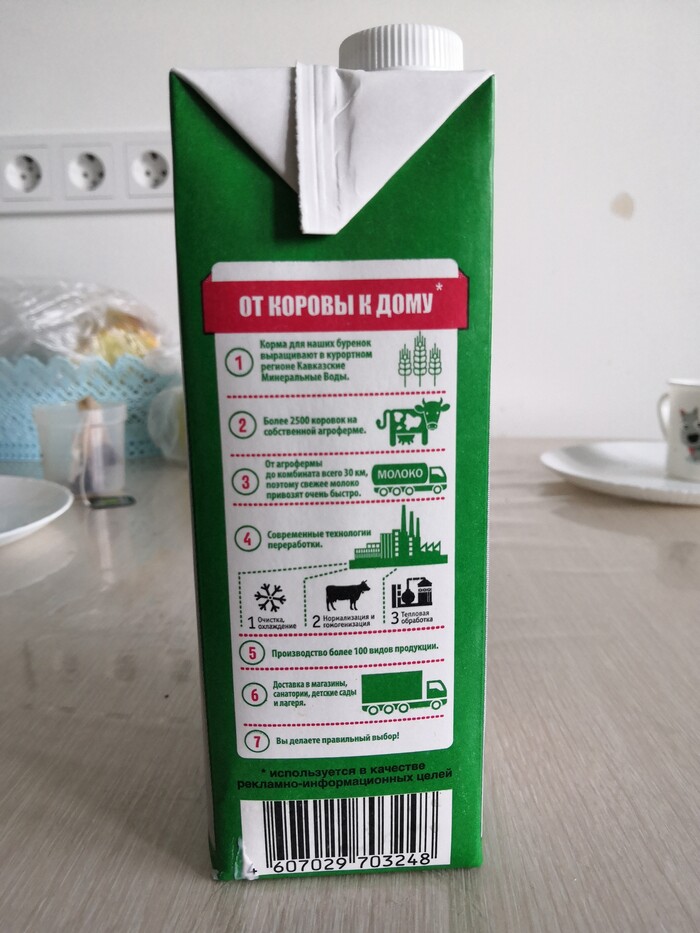 ОТ КОРОВЫ К ДОМУ*
1
Корма для наших буренок
выращивают в курортном
регионе Кавказские
Минеральные Воды.
2
Более 2500 коровок на
собственной агроферме.
3
От агрофермы
до комбината всего 30 км,
поэтому свежее молоко
привозят очень быстро.
МОЛОКО
4
Современные технологии
переработки.
1 Очистка,
охлаждение
2 Нормализация и
гомогенизация
3 Тепловая
обработка
5
Производство более 100 видов продукции.
6
Доставка в магазины,
санатории, детские сады
и лагеря.
7
Вы делаете правильный выбор!
* используется в качестве
рекламно-информационных целей
4 607029 703248